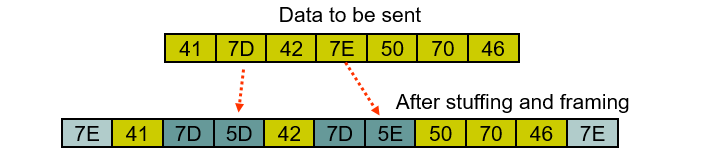 Data to be sent
41 7D 42 7E 50 70 46
After stuffing and framing
7E 41 7D 5D 42 7D 5E 50 70 46 7E